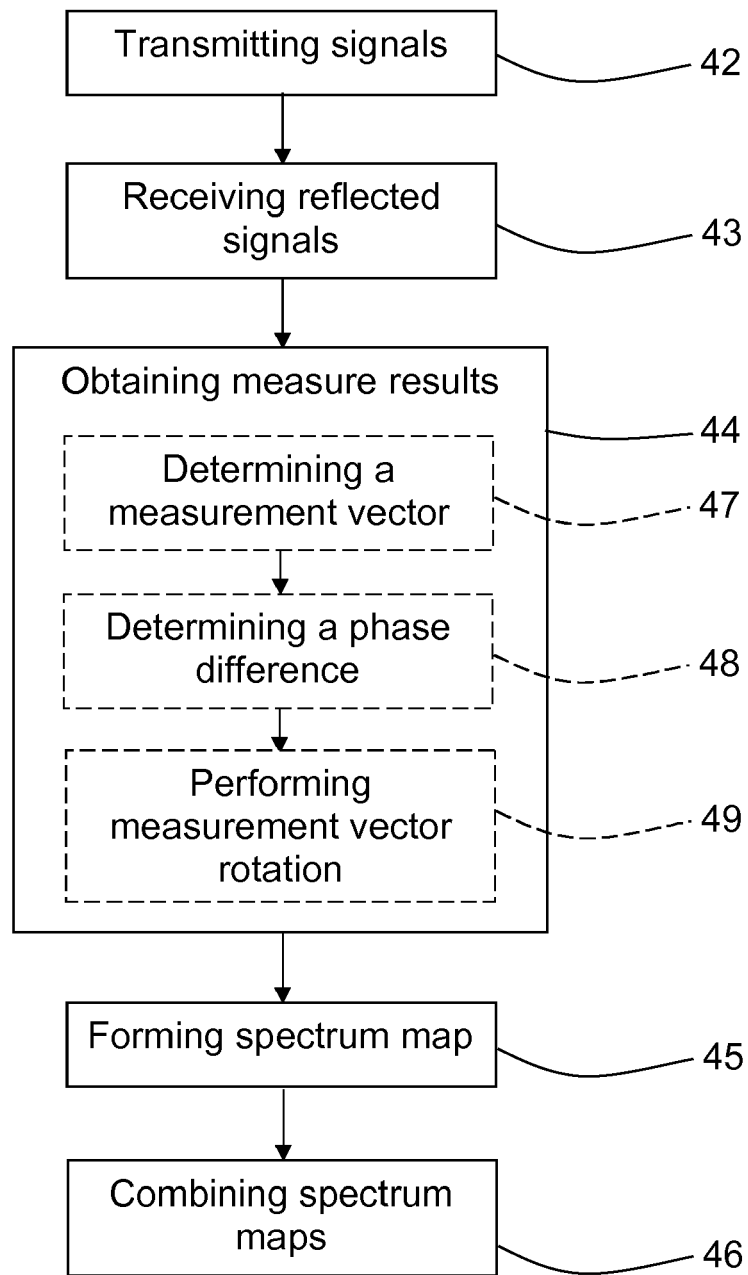 Transmitting signals
42
Receiving reflected
signals
43
Obtaining measure results
44
Determining a
measurement vector
47
Determining a phase
difference
48
Performing
measurement vector
rotation
49
Forming spectrum map
45
Combining spectrum
maps
46